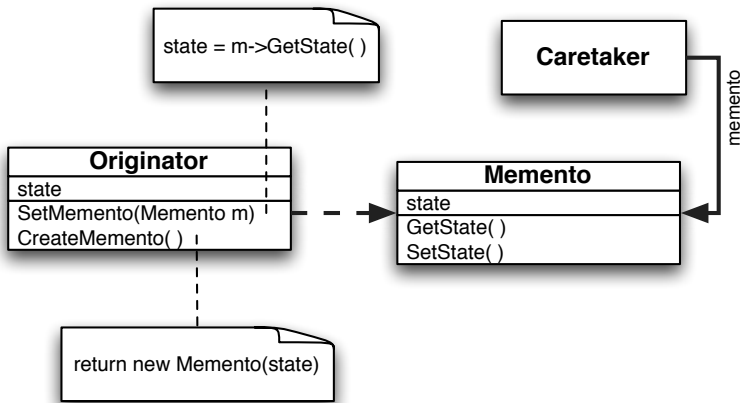 state = m->GetState( )
Caretaker
memento
Originator
state
SetMemento(Memento m)
CreateMemento( )
Memento
state
GetState( )
SetState( )
return new Memento(state)